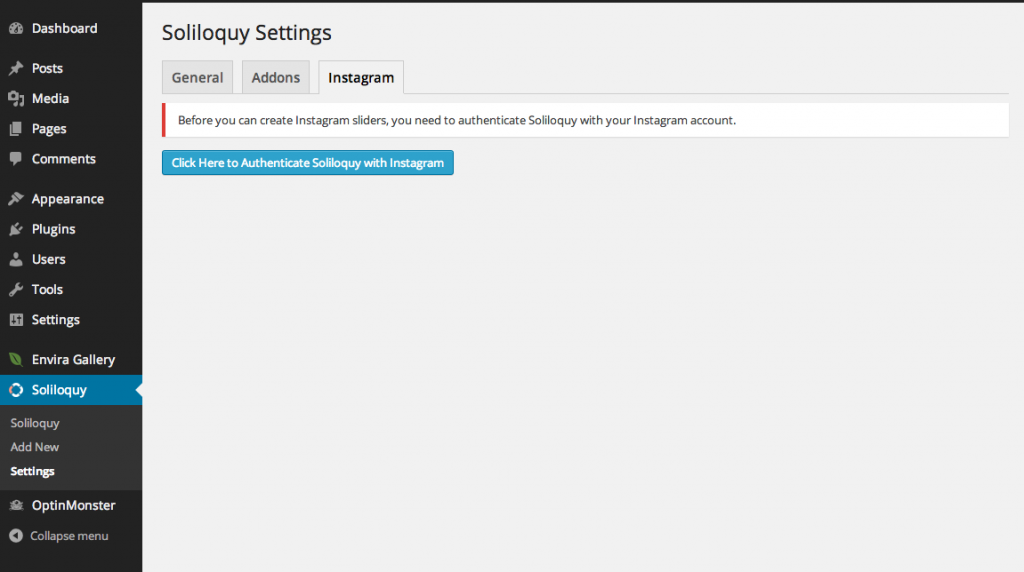 Dashboard
Posts
Media
Pages
Comments
Appearance
Plugins
Users
Tools
Settings
Envira Gallery
Soliloquy
Soliloquy
Add New
Settings
OptinMonster
Collapse menu
Soliloquy Settings
General Addons Instagram
Before you can create Instagram sliders, you need to authenticate Soliloquy with your Instagram account.
Click Here to Authenticate Soliloquy with Instagram